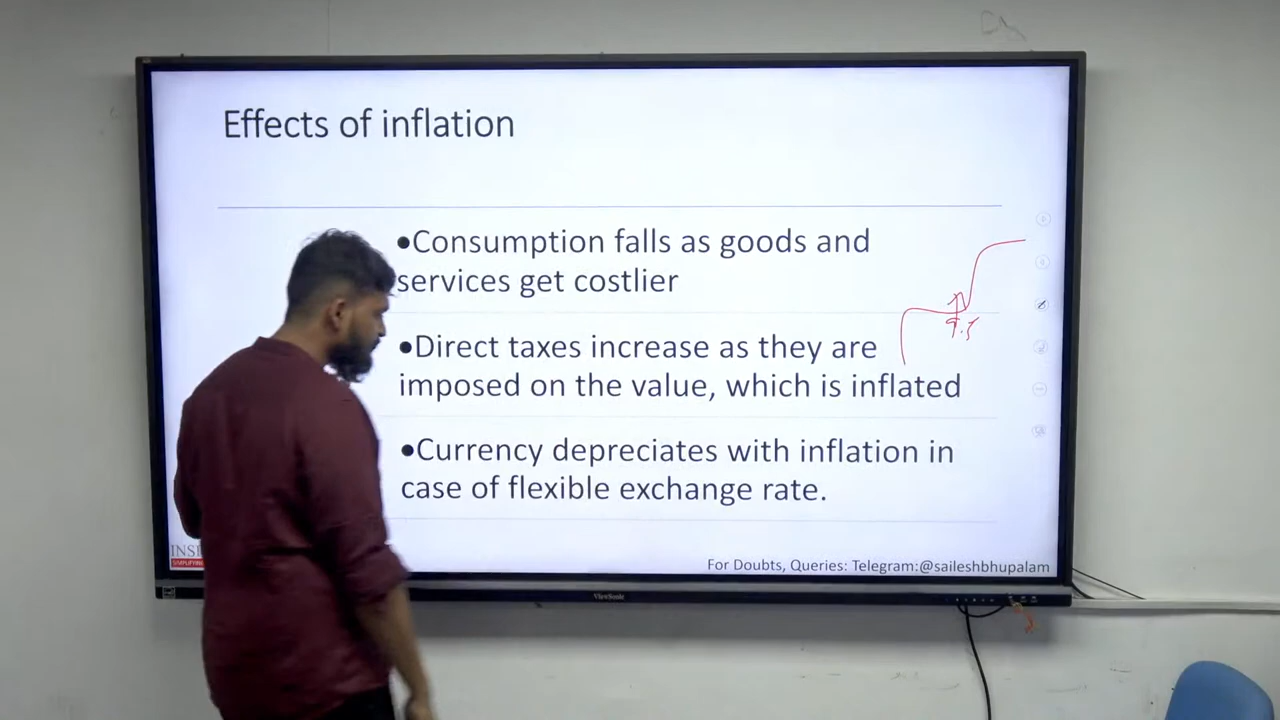 Effects of inflation
•Consumption falls as goods and
services get costlier
•Direct taxes increase as they are
imposed on the value, which is inflated
•Currency depreciates with inflation in
case of flexible exchange rate.
For Doubts, Queries: Telegram:@saileshbhupalam
ViewSonic